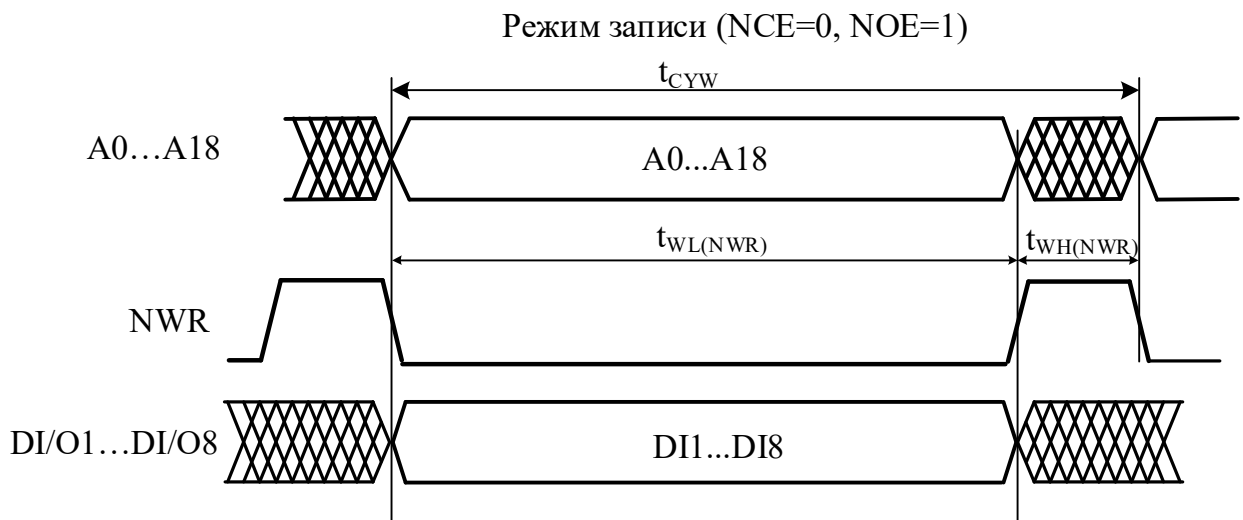 Режим записи (NCE=0, NOE=1)
tCYW
A0…A18
A0...A18
tWL(NWR)
tWH(NWR)
NWR
DI/O1…DI/O8
DI1...DI8